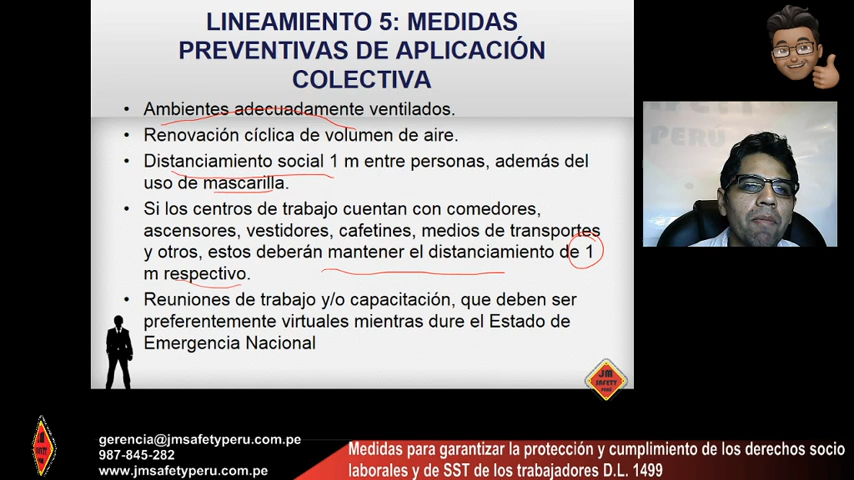 LINEAMIENTO 5: MEDIDAS
PREVENTIVAS DE APLICACIÓN
COLECTIVA
• Ambientes adecuadamente ventilados.
• Renovación cíclica de volumen de aire.
• Distanciamiento social 1 m entre personas, además del
uso de mascarilla.
• Si los centros de trabajo cuentan con comedores,
ascensores, vestidores, cafetines, medios de transportes
y otros, estos deberán mantener el distanciamiento de 1
m respectivo.
• Reuniones de trabajo y/o capacitación, que deben ser
preferentemente virtuales mientras dure el Estado de
Emergencia Nacional
JM
SAFETY
PERÚ
gerencia@jmsafetyperu.com.pe
987-845-282
www.jmsafetyperu.com.pe
Medidas para garantizar la protección y cumplimiento de los derechos socio
laborales y de SST de los trabajadores D.L. 1499